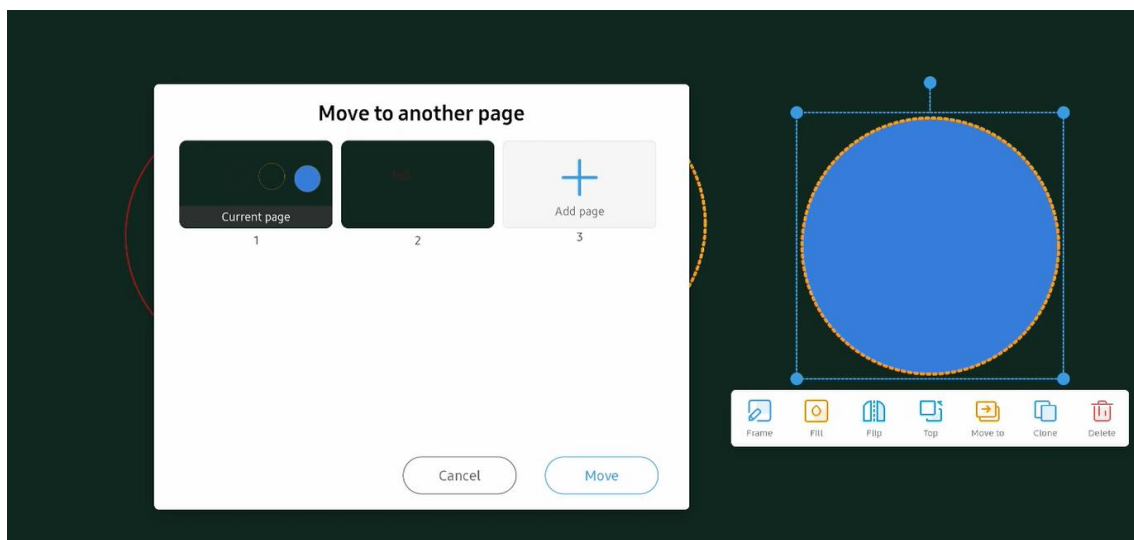 Move to another page
Current page
Add page
1
2
3
Cancel
Move
Frame
Fill
Flip
Top
Move to
Clone
Delete